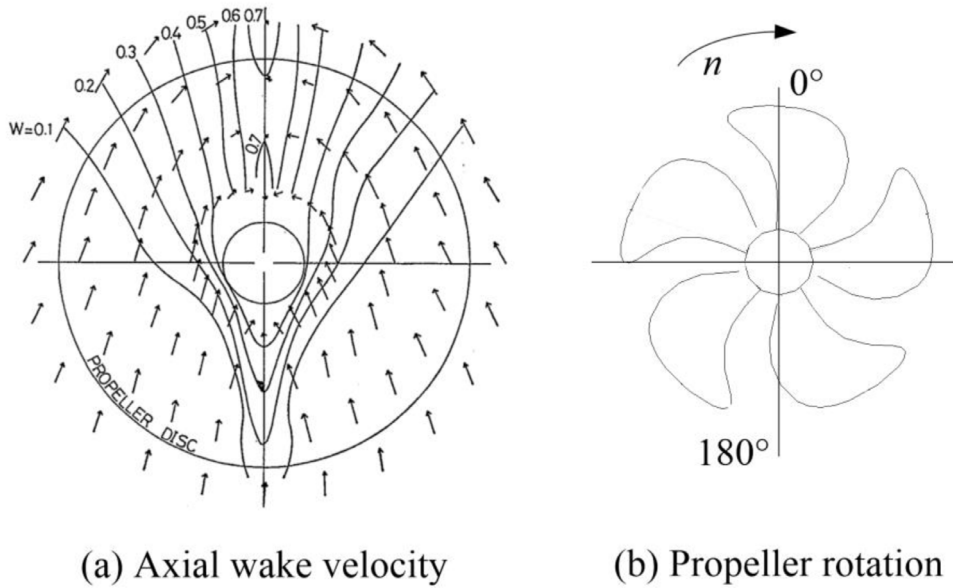 0.6 0.7
0.5
0.4
0.3
0.2
W=0.1
0.7
PROPELLER DISC
n
0°
180°
(a) Axial wake velocity
(b) Propeller rotation